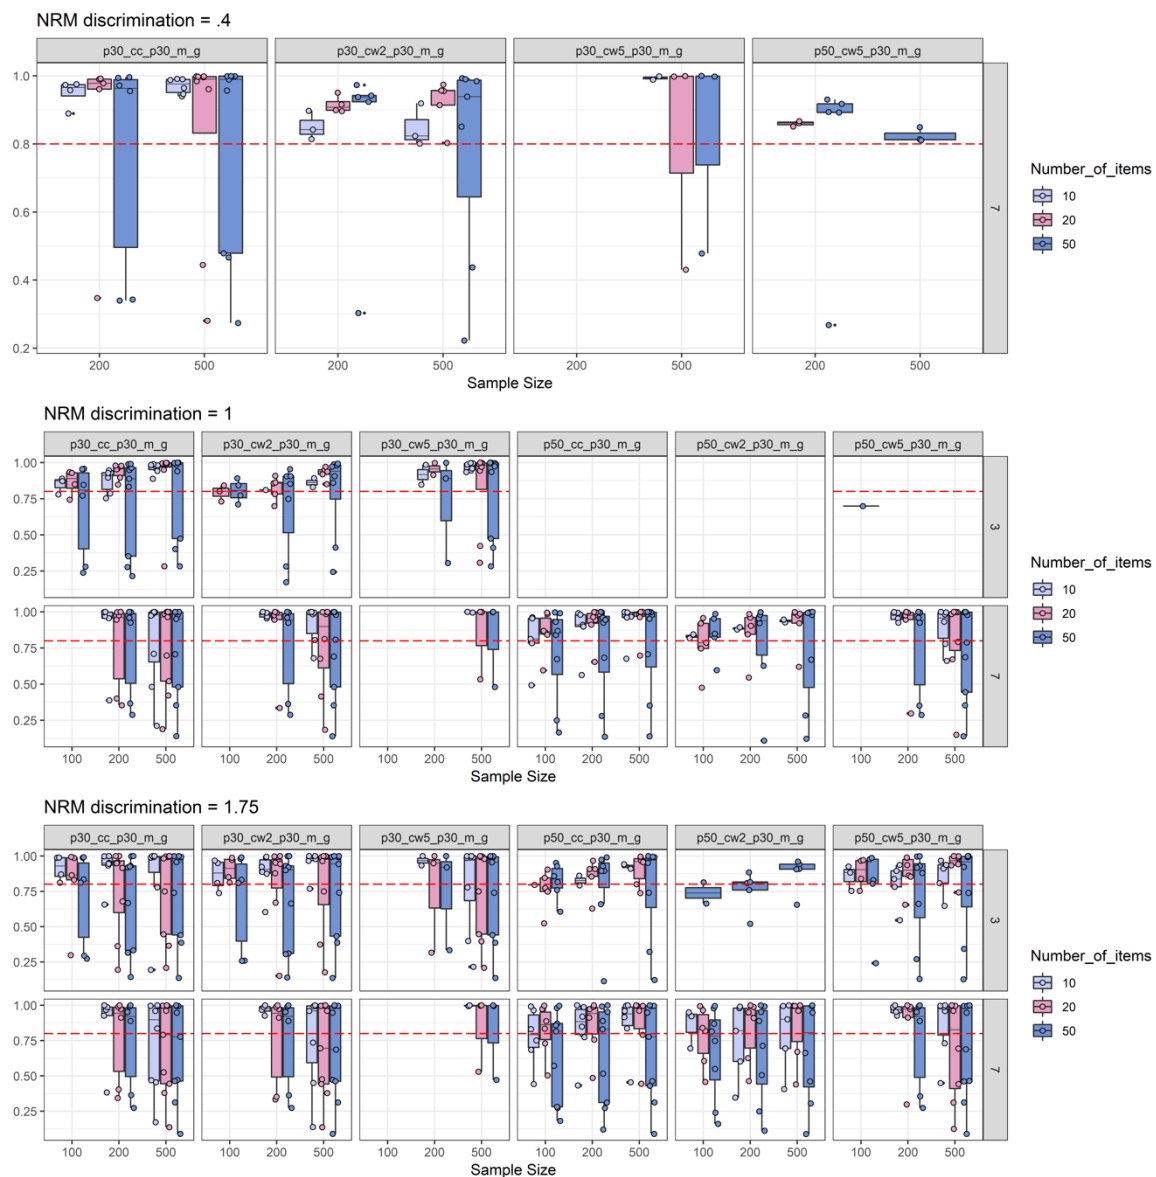 NRM discrimination = .4
p30_cc_p30_m_g p30_cw2_p30_m_g p30_cw5_p30_m_g p50_cw5_p30_m_g
1.0
0.8
0.6
0.4
0.2
7
200 500 200 500 200 500 200 500
Sample Size
Number_of_items
10
20
50
NRM discrimination = 1
p30_cc_p30_m_g p30_cw2_p30_m_g p30_cw5_p30_m_g p50_cc_p30_m_g p50_cw2_p30_m_g p50_cw5_p30_m_g
1.00
0.75
0.50
0.25
3
1.00
0.75
0.50
0.25
7
100 200 500 100 200 500 100 200 500 100 200 500 100 200 500 100 200 500
Sample Size
Number_of_items
10
20
50
NRM discrimination = 1.75
p30_cc_p30_m_g p30_cw2_p30_m_g p30_cw5_p30_m_g p50_cc_p30_m_g p50_cw2_p30_m_g p50_cw5_p30_m_g
1.00
0.75
0.50
0.25
3
1.00
0.75
0.50
0.25
7
100 200 500 100 200 500 100 200 500 100 200 500 100 200 500 100 200 500
Sample Size
Number_of_items
10
20
50